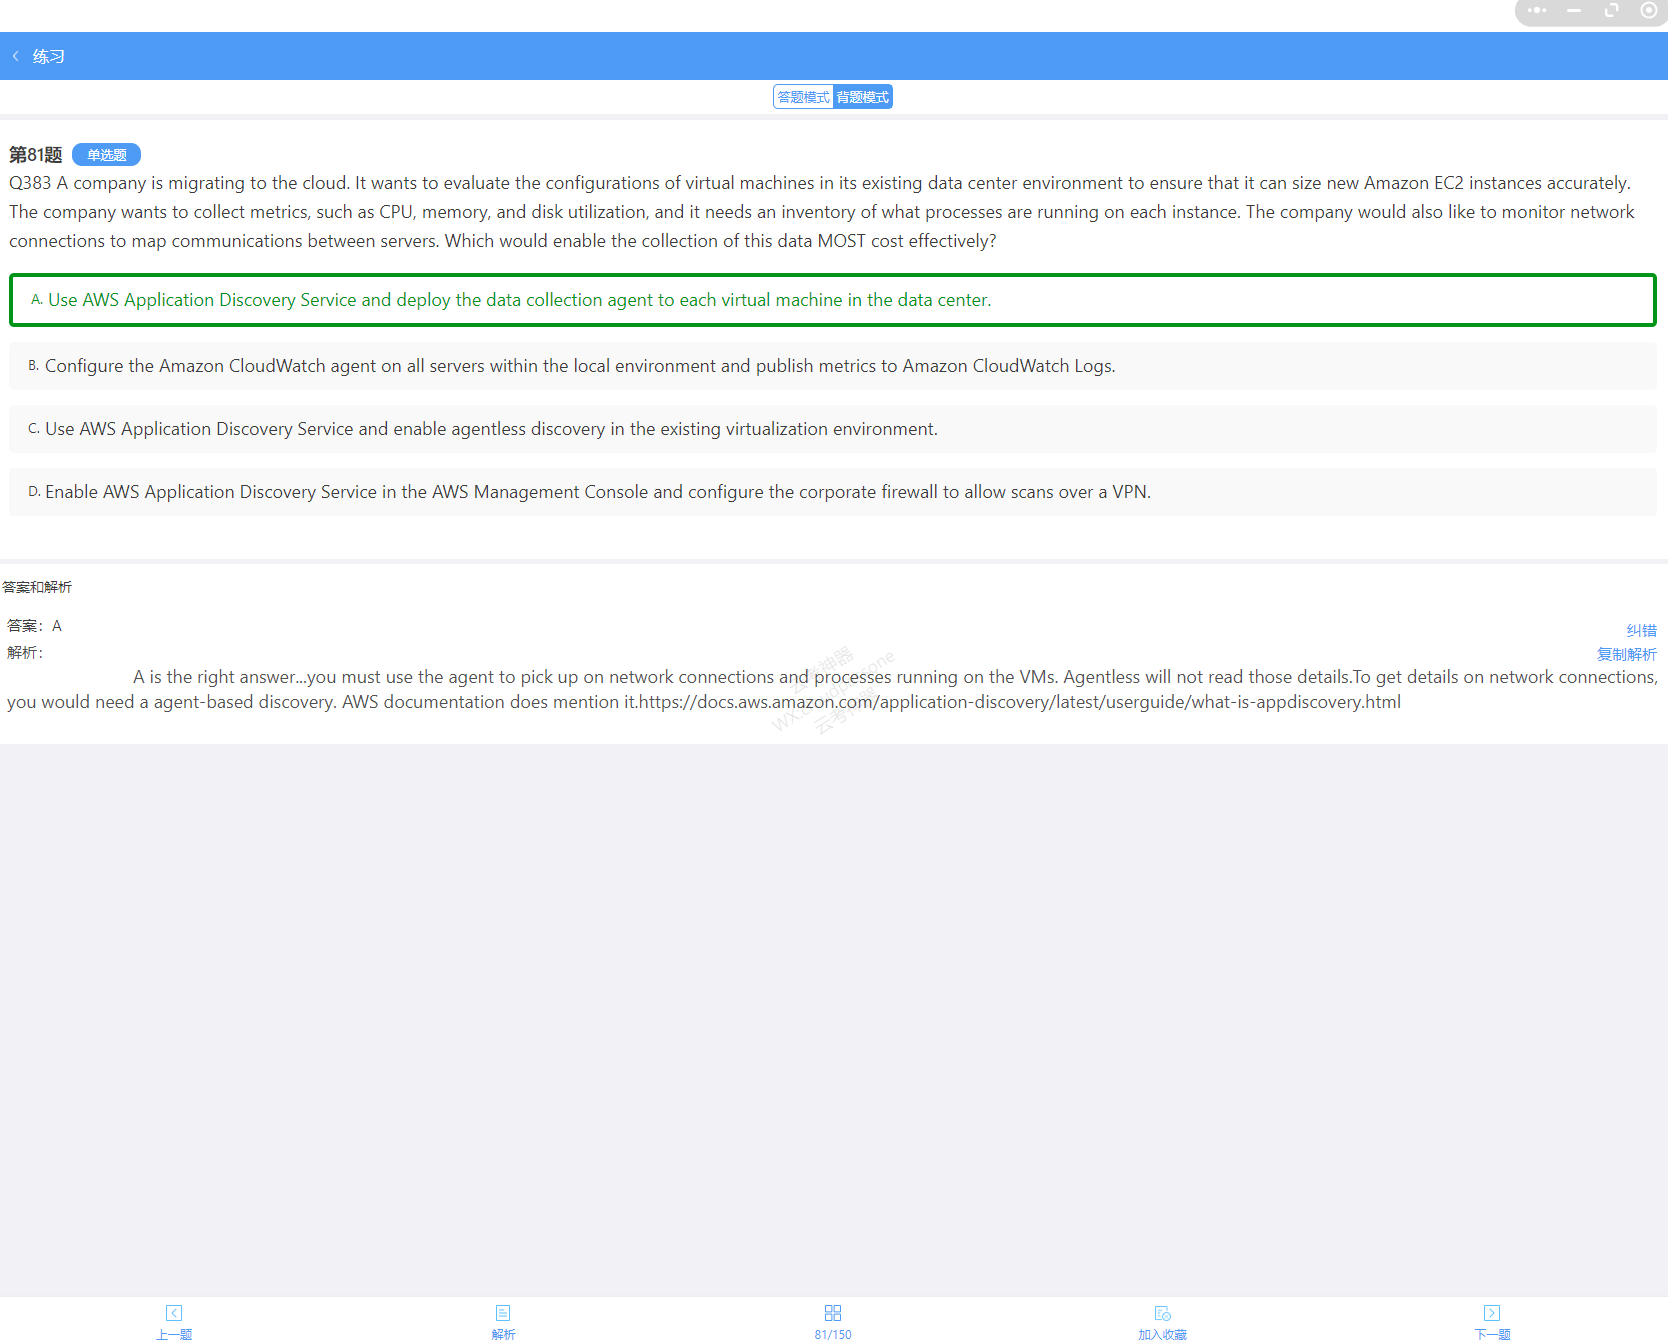 练习
答题模式 背题模式
第81题 单选题
Q383 A company is migrating to the cloud. It wants to evaluate the configurations of virtual machines in its existing data center environment to ensure that it can size new Amazon EC2 instances accurately.
The company wants to collect metrics, such as CPU, memory, and disk utilization, and it needs an inventory of what processes are running on each instance. The company would also like to monitor network
connections to map communications between servers. Which would enable the collection of this data MOST cost effectively?
A. Use AWS Application Discovery Service and deploy the data collection agent to each virtual machine in the data center.
B. Configure the Amazon CloudWatch agent on all servers within the local environment and publish metrics to Amazon CloudWatch Logs.
C. Use AWS Application Discovery Service and enable agentless discovery in the existing virtualization environment.
D. Enable AWS Application Discovery Service in the AWS Management Console and configure the corporate firewall to allow scans over a VPN.
答案和解析
答案：A
纠错
解析：
复制解析
A is the right answer...you must use the agent to pick up on network connections and processes running on the VMs. Agentless will not read those details.To get details on network connections,
you would need a agent-based discovery. AWS documentation does mention it.https://docs.aws.amazon.com/application-discovery/latest/userguide/what-is-appdiscovery.html
云考神器
云考神器
上一题 解析 81/150 加入收藏 下一题